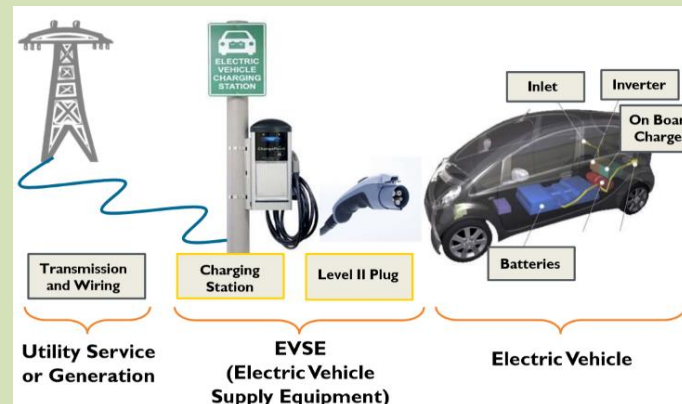 ELECTRIC
VEHICLE
CHARGING
STATION
ChargePoint
Inlet
Inverter
On Boar
Charge
Batteries
Transmission
and Wiring
Charging
Station
Level II Plug
Utility Service
or Generation
EVSE
(Electric Vehicle
Supply Equipment)
Electric Vehicle